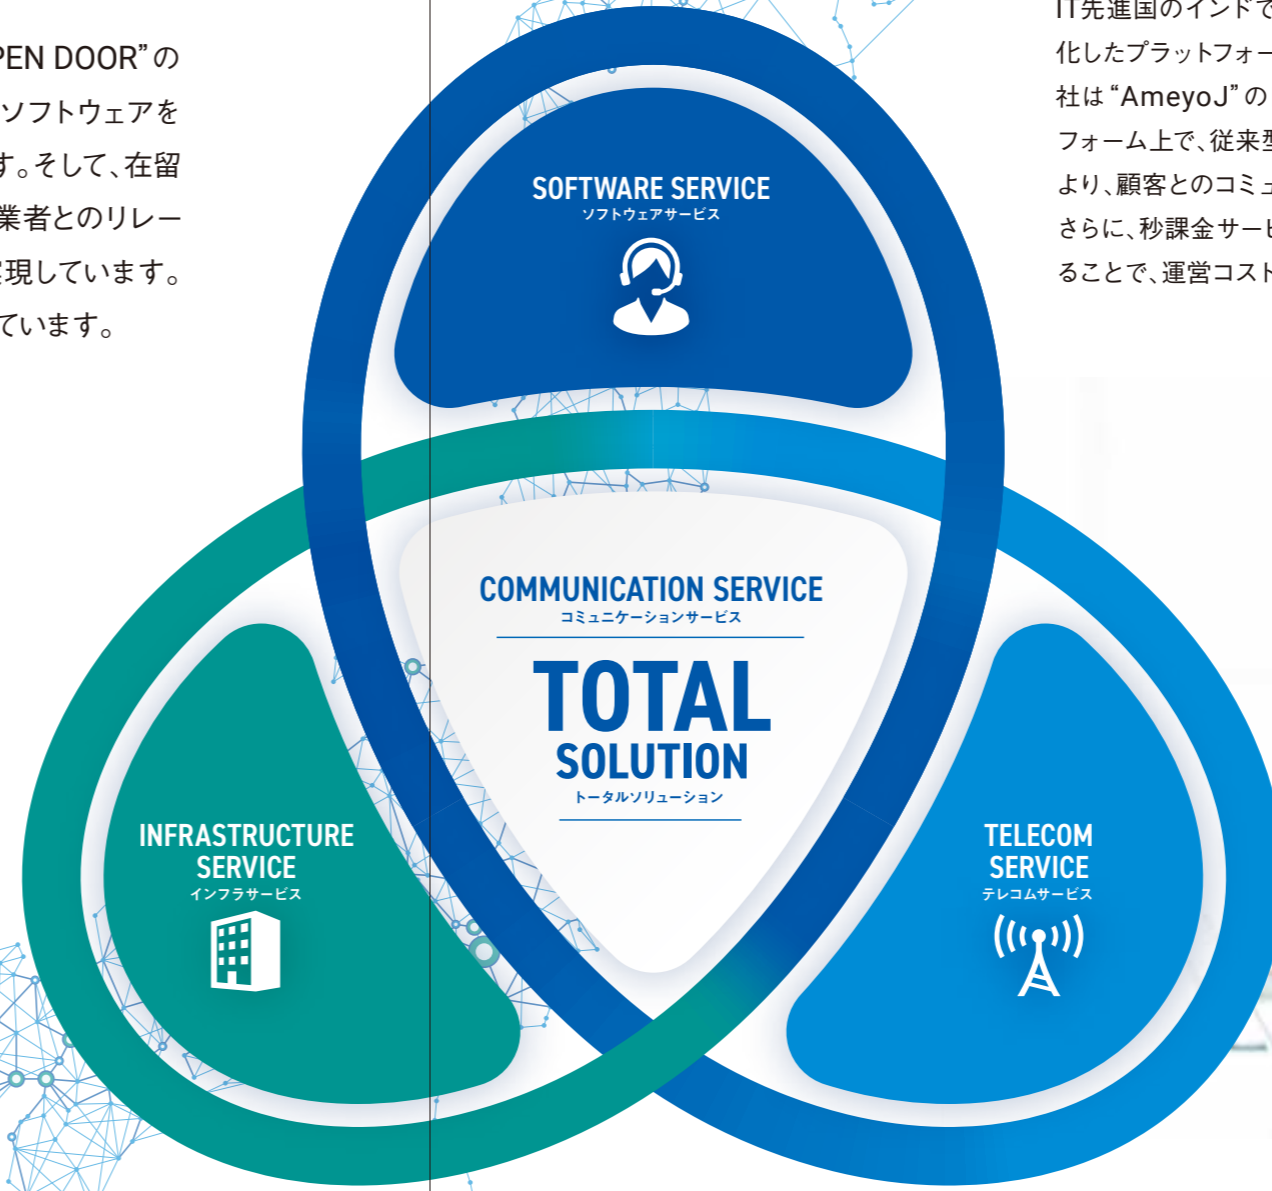 PEN DOOR”の
ソフトウェアを
す。そして、在留
業者とのリレー
現しています。
ています。
IT先進国のインドで
化したプラットフォー
社は“AmeyoJ”の
フォーム上で、従来型
より、顧客とのコミュ
さらに、秒課金サービ
ることで、運営コスト
SOFTWARE SERVICE
ソフトウェアサービス
COMMUNICATION SERVICE
コミュニケーションサービス
TOTAL
SOLUTION
トータルソリューション
INFRASTRUCTURE
SERVICE
インフラサービス
TELECOM
SERVICE
テレコムサービス